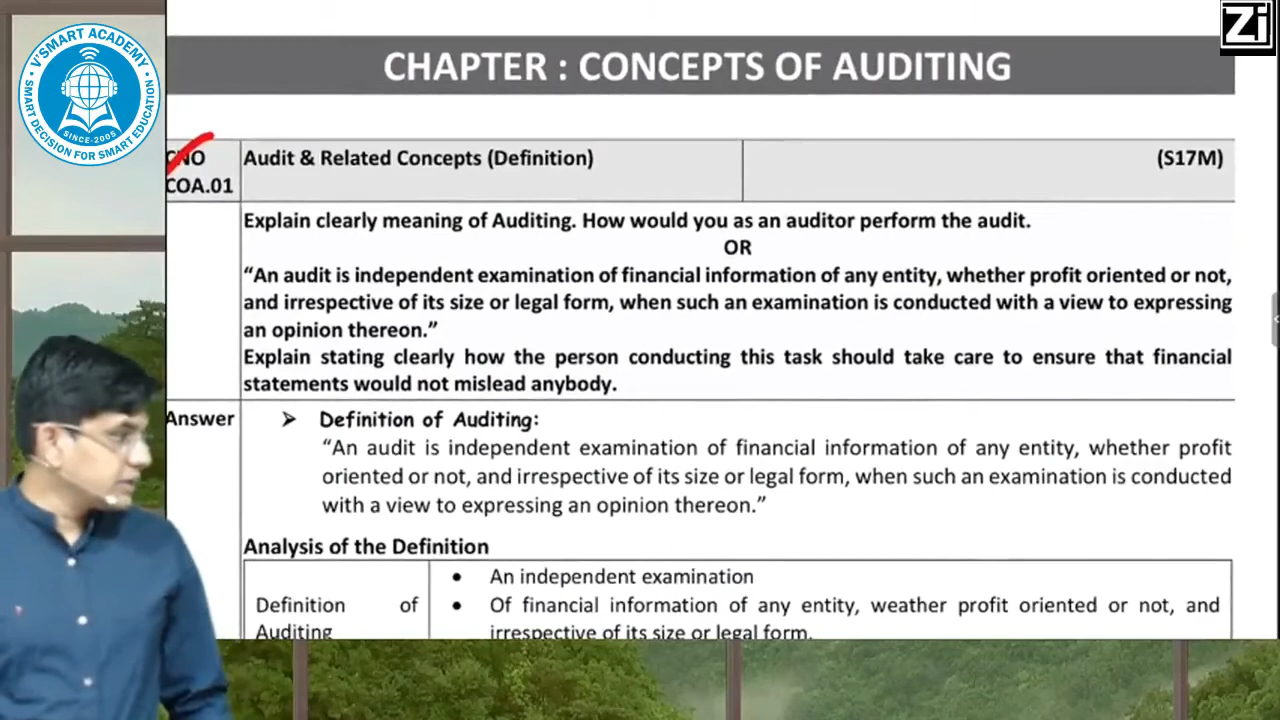 V'SMART ACADEMY
SMART DECISION FOR SMART EDUCATION
SINCE-2005
Zi
CHAPTER : CONCEPTS OF AUDITING
CNO Audit & Related Concepts (Definition) (S17M)
COA.01
Explain clearly meaning of Auditing. How would you as an auditor perform the audit.
OR
“An audit is independent examination of financial information of any entity, whether profit oriented or not,
and irrespective of its size or legal form, when such an examination is conducted with a view to expressing
an opinion thereon.”
Explain stating clearly how the person conducting this task should take care to ensure that financial
statements would not mislead anybody.
Answer ➢ Definition of Auditing:
“An audit is independent examination of financial information of any entity, whether profit
oriented or not, and irrespective of its size or legal form, when such an examination is conducted
with a view to expressing an opinion thereon.”
Analysis of the Definition
• An independent examination
Definition of • Of financial information of any entity, weather profit oriented or not, and
Auditing irrespective of its size or legal form.